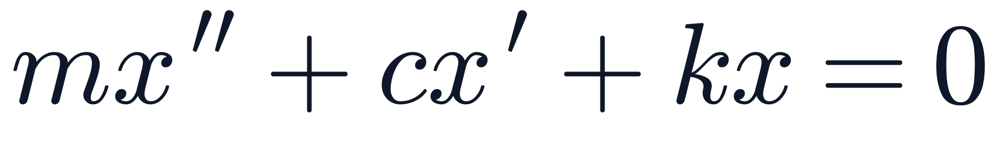 mx″ + cx′ + kx = 0